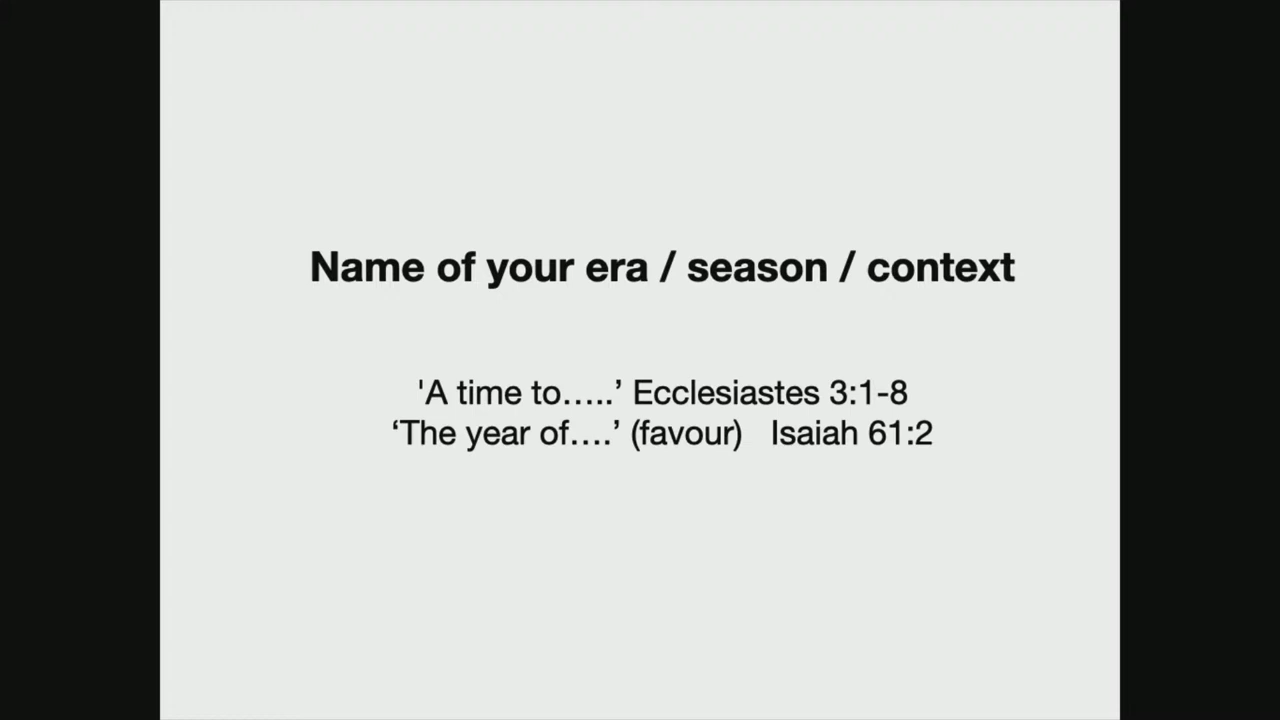 Name of your era / season / context
'A time to…..’ Ecclesiastes 3:1-8
‘The year of….’ (favour) Isaiah 61:2